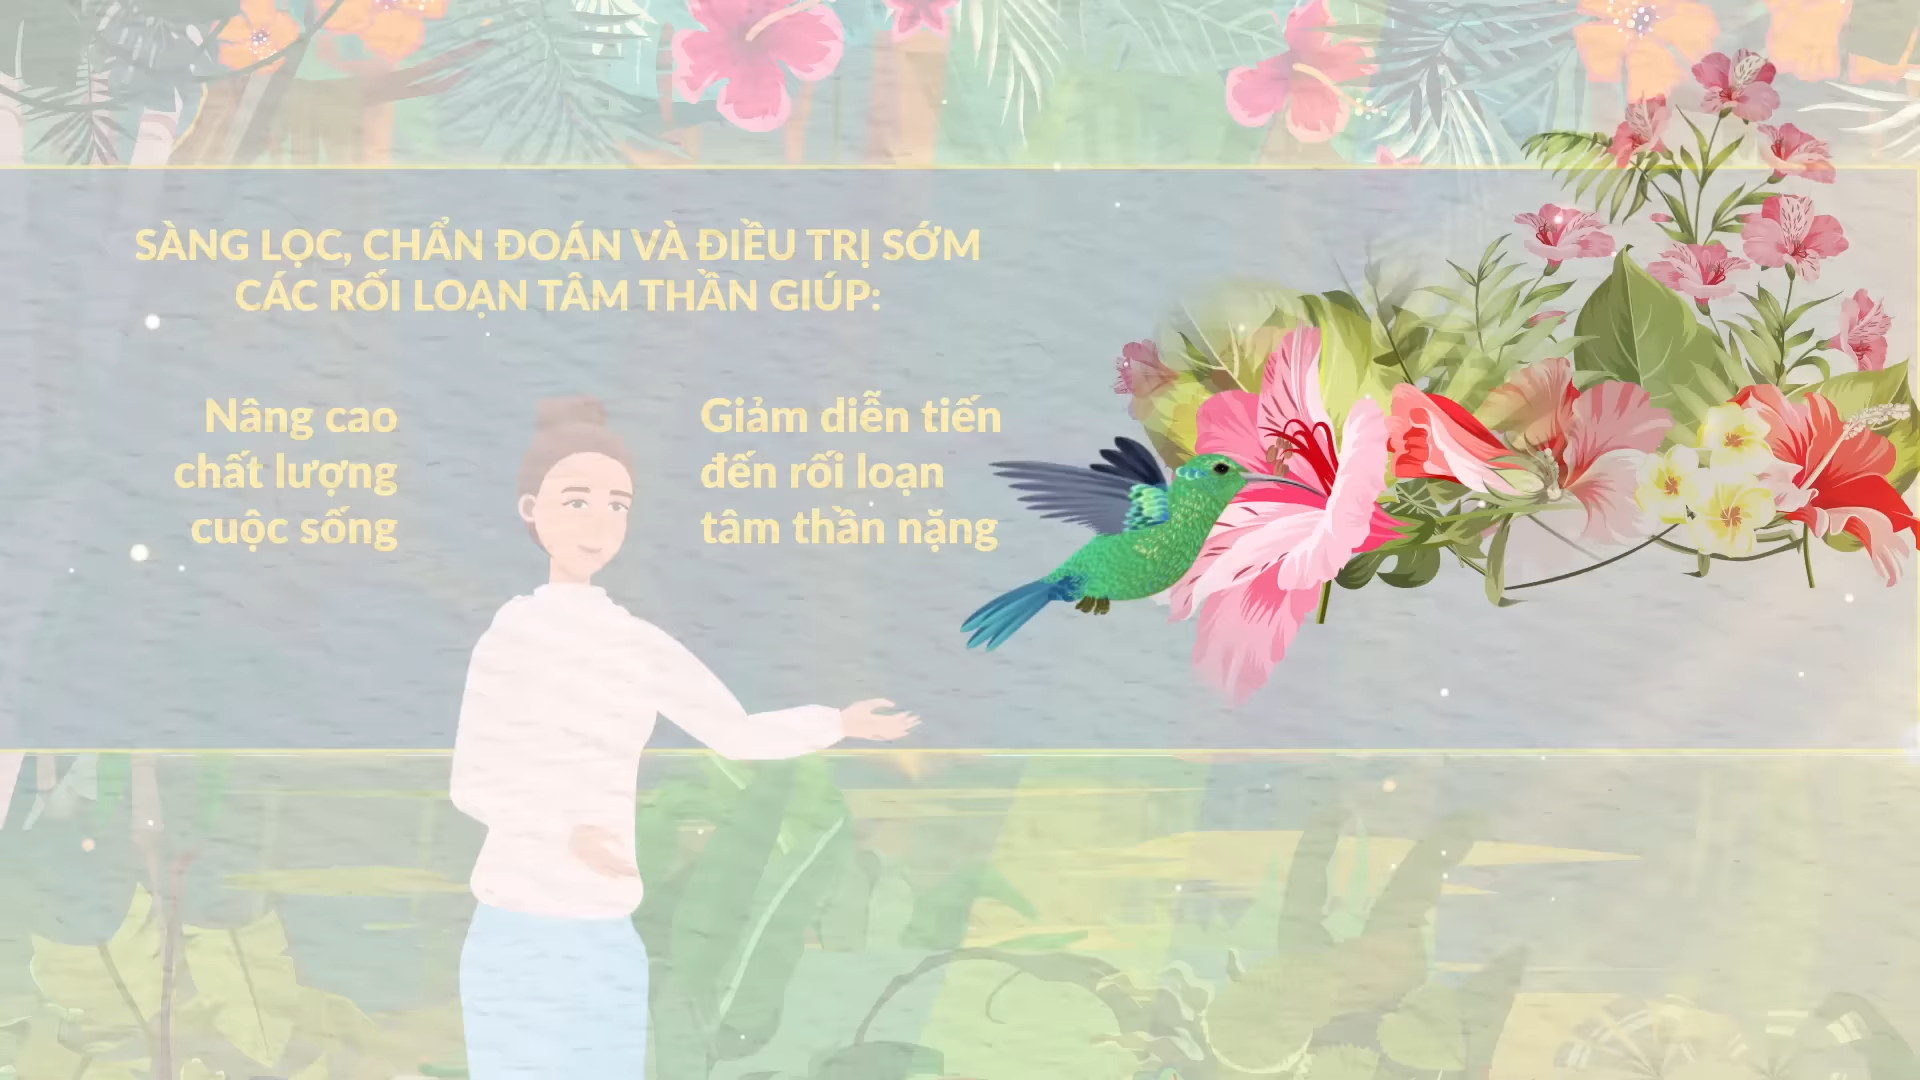 SÀNG LỌC, CHẨN ĐOÁN VÀ ĐIỀU TRỊ SỚM
CÁC RỐI LOẠN TÂM THẦN GIÚP:
Nâng cao
chất lượng
cuộc sống
Giảm diễn tiến
đến rối loạn
tâm thần nặng